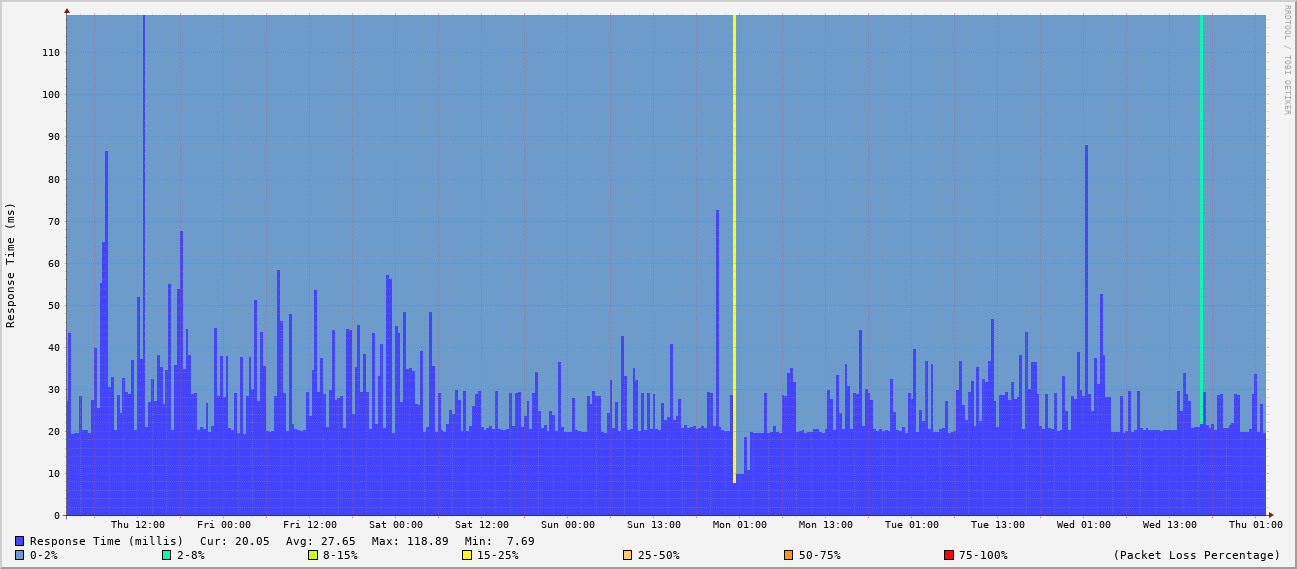 RRDTOOL / TOBI OETIKER
Response Time (ms)
110
100
90
80
70
60
50
40
30
20
10
0
Thu 12:00 Fri 00:00 Fri 12:00 Sat 00:00 Sat 12:00 Sun 00:00 Sun 13:00 Mon 01:00 Mon 13:00 Tue 01:00 Tue 13:00 Wed 01:00 Wed 13:00 Thu 01:00
Response Time (millis) Cur: 20.05 Avg: 27.65 Max: 118.89 Min: 7.69
0-2% 2-8% 8-15% 15-25% 25-50% 50-75% 75-100% (Packet Loss Percentage)